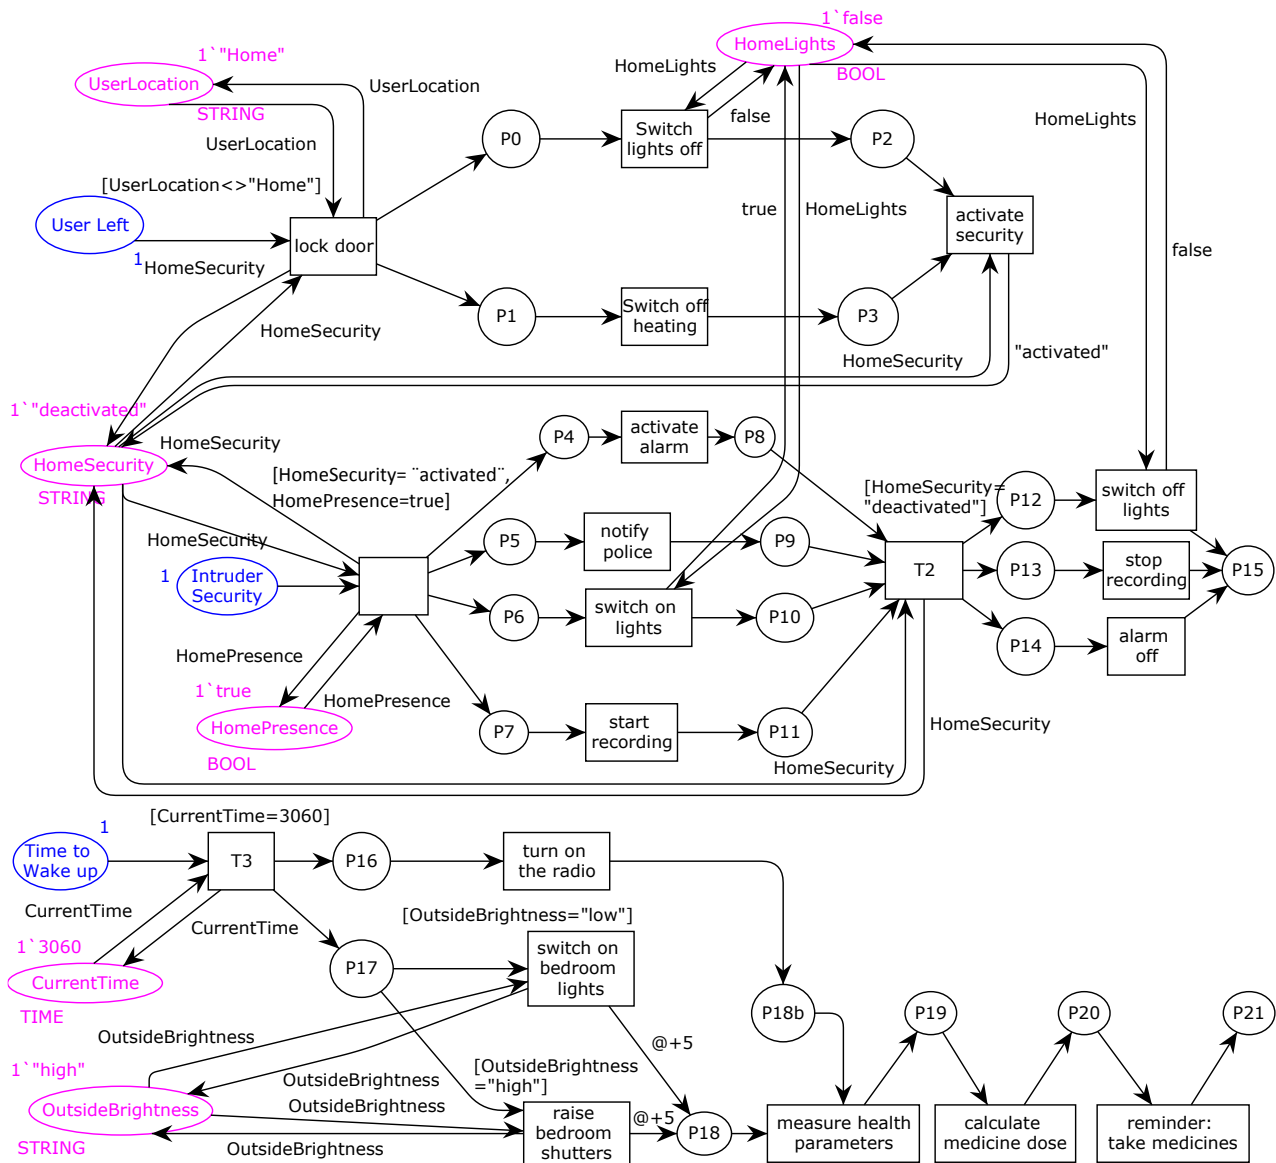 1`false
HomeLights
BOOL
1`"Home"
UserLocation
STRING
UserLocation
UserLocation
[UserLocation<>"Home"]
User Left
1
lock door
HomeSecurity
HomeSecurity
P0
P1
HomeLights
false
Switch
lights off
Switch off
heating
P2
P3
true
HomeLights
activate
security
HomeLights
false
HomeSecurity
"activated"
1`"deactivated"
HomeSecurity
STRING
HomeSecurity
HomeSecurity
[HomeSecurity= ¨activated¨,
HomePresence=true]
1
Intruder
Security
HomePresence
HomePresence
1`true
HomePresence
BOOL
P4
activate
alarm
P8
P5
notify
police
P9
P6
switch on
lights
P10
P7
start
recording
P11
[HomeSecurity=
"deactivated"]
T2
P12
switch off
lights
P13
stop
recording
P15
P14
alarm
off
HomeSecurity
HomeSecurity
[CurrentTime=3060]
1
Time to
Wake up
T3
P16
turn on
the radio
CurrentTime
CurrentTime
1`3060
CurrentTime
TIME
P17
[OutsideBrightness="low"]
switch on
bedroom
lights
OutsideBrightness
@+5
1`"high"
OutsideBrightness
STRING
OutsideBrightness
OutsideBrightness
OutsideBrightness
[OutsideBrightness
="high"]
raise
bedroom
shutters
@+5
P18
P18b
measure health
parameters
P19
calculate
medicine dose
P20
reminder:
take medicines
P21